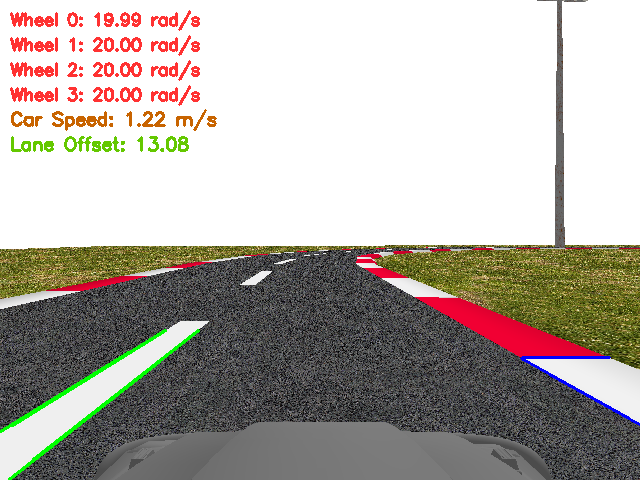 Wheel 0: 19.99 rad/s
Wheel 1: 20.00 rad/s
Wheel 2: 20.00 rad/s
Wheel 3: 20.00 rad/s
Car Speed: 1.22 m/s
Lane Offset: 13.08